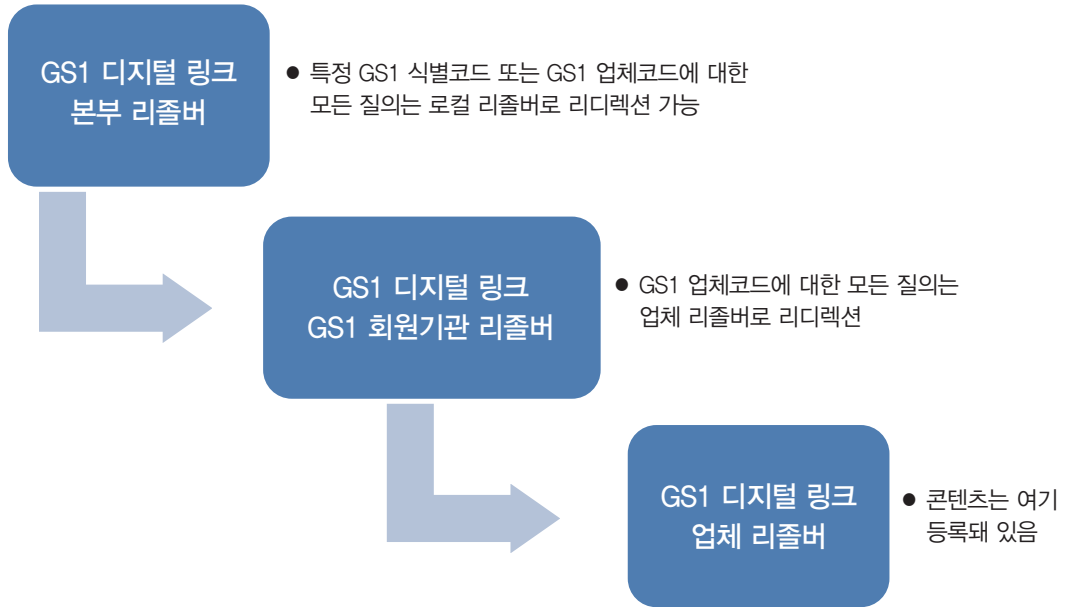 GS1 디지털 링크
본부 리졸버
● 특정 GS1 식별코드 또는 GS1 업체코드에 대한
모든 질의는 로컬 리졸버로 리디렉션 가능
GS1 디지털 링크
GS1 회원기관 리졸버
● GS1 업체코드에 대한 모든 질의는
업체 리졸버로 리디렉션
GS1 디지털 링크
업체 리졸버
● 콘텐츠는 여기
등록돼 있음